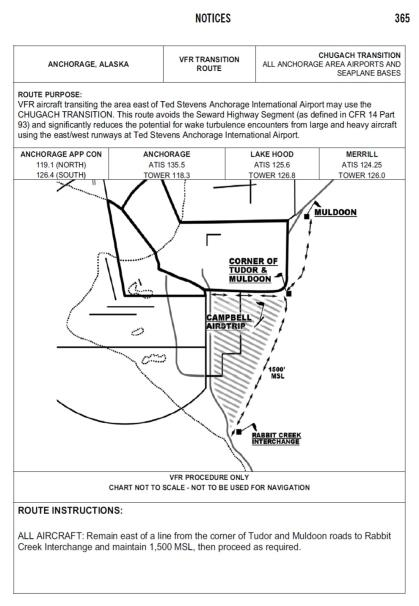 NOTICES
365
ANCHORAGE, ALASKA
VFR TRANSITION
ROUTE
CHUGACH TRANSITION
ALL ANCHORAGE AREA AIRPORTS AND
SEAPLANE BASES
ROUTE PURPOSE:
VFR aircraft transiting the area east of Ted Stevens Anchorage International Airport may use the
CHUGACH TRANSITION. This route avoids the Seward Highway Segment (as defined in CFR 14 Part
93) and significantly reduces the potential for wake turbulence encounters from large and heavy aircraft
using the east/west runways at Ted Stevens Anchorage International Airport.
ANCHORAGE APP CON
119.1 (NORTH)
126.4 (SOUTH)
ANCHORAGE
ATIS 135.5
TOWER 118.3
LAKE HOOD
ATIS 125.6
TOWER 126.8
MERRILL
ATIS 124.25
TOWER 126.0
MULDOON
CORNER OF
TUDOR &
MULDOON
CAMPBELL
AIRSTRIP
1500'
MSL
RABBIT CREEK
INTERCHANGE
VFR PROCEDURE ONLY
CHART NOT TO SCALE - NOT TO BE USED FOR NAVIGATION
ROUTE INSTRUCTIONS:
ALL AIRCRAFT: Remain east of a line from the corner of Tudor and Muldoon roads to Rabbit
Creek Interchange and maintain 1,500 MSL, then proceed as required.